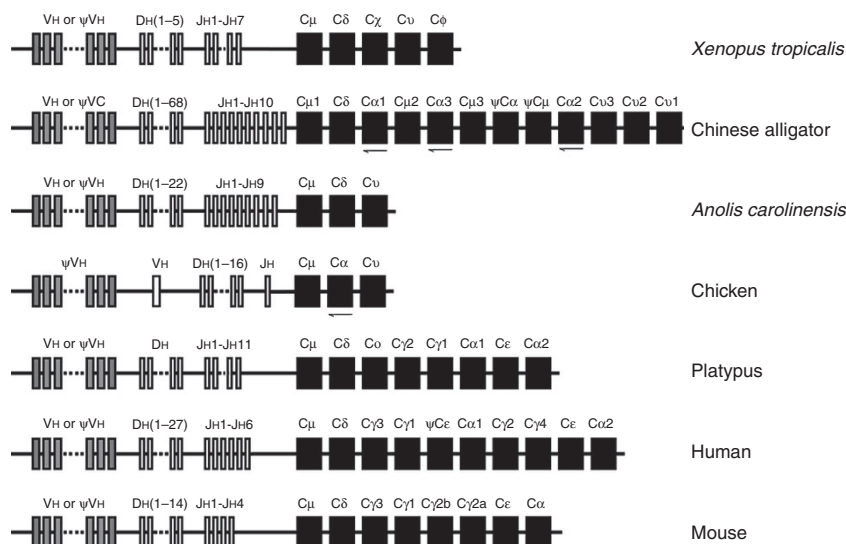 VH or ψVH DH(1–5) JH1-JH7 Cμ Cδ Cχ Cυ Cϕ
Xenopus tropicalis
VH or ψVC DH(1–68) JH1-JH10 Cμ1 Cδ Cα1 Cμ2 Cα3 Cμ3 ψCα ψCμ Cα2 Cυ3 Cυ2 Cυ1
Chinese alligator
VH or ψVH DH(1–22) JH1-JH9 Cμ Cδ Cυ
Anolis carolinensis
ψVH VH DH(1–16) JH Cμ Cα Cυ
Chicken
VH or ψVH DH JH1-JH11 Cμ Cδ Co Cγ2 Cγ1 Cα1 Cε Cα2
Platypus
VH or ψVH DH(1–27) JH1-JH6 Cμ Cδ Cγ3 Cγ1 ψCε Cα1 Cγ2 Cγ4 Cε Cα2
Human
VH or ψVH DH(1–14) JH1-JH4 Cμ Cδ Cγ3 Cγ1 Cγ2b Cγ2a Cε Cα
Mouse